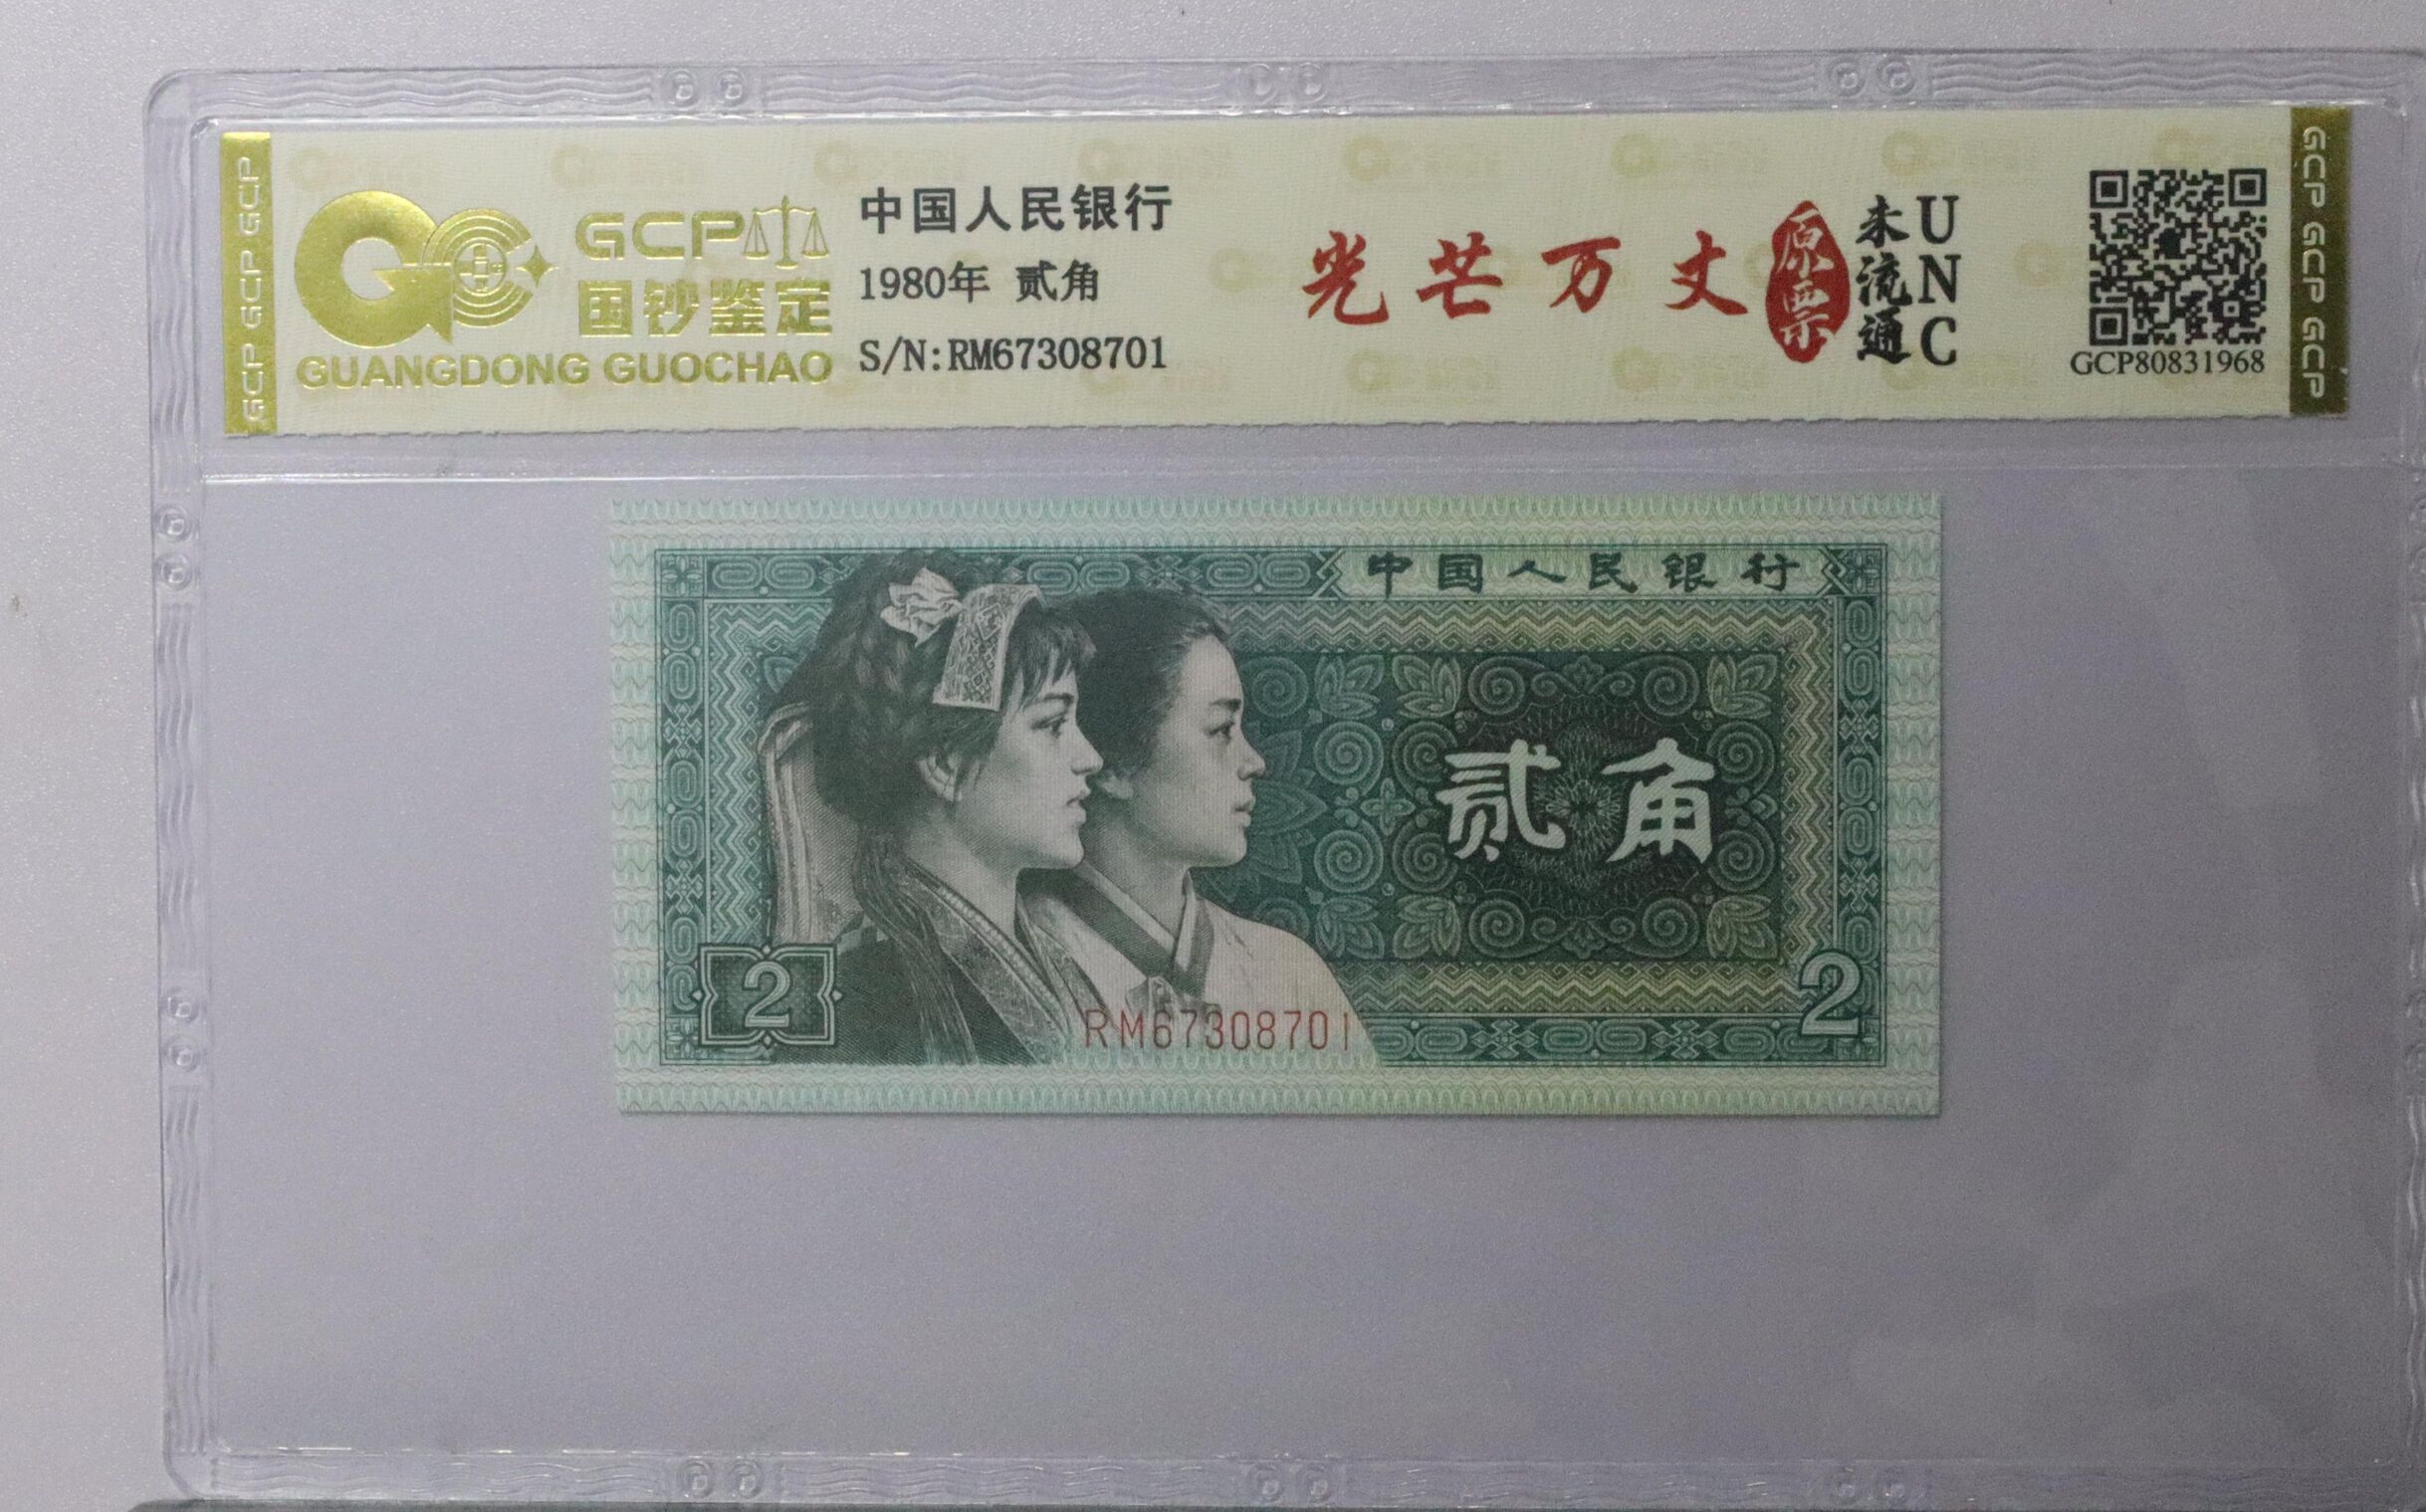 GCP GCP GCP
GCP
国钞鉴定
GUANGDONG GUOCHAO
中国人民银行
1980年 贰角
S/N:RM67308701
光芒万丈
原票
未流通
UNC
GCP80831968
GCP GCP GCP
中国人民银行
贰角
2
RM67308701
2